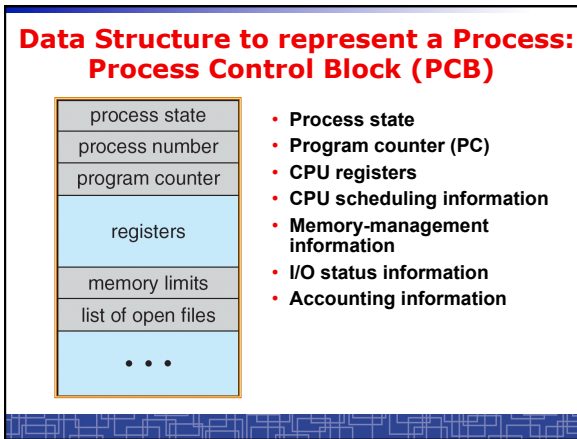 Data Structure to represent a Process:
Process Control Block (PCB)
process state
process number
program counter
registers
memory limits
list of open files
• • •
• Process state
• Program counter (PC)
• CPU registers
• CPU scheduling information
• Memory-management
information
• I/O status information
• Accounting information